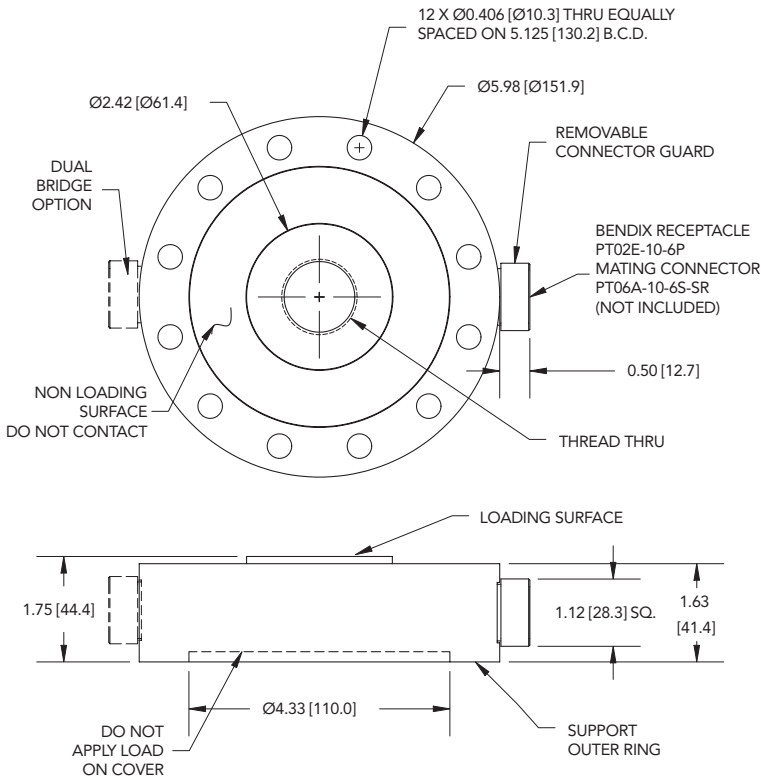 12 X Ø0.406 [Ø10.3] THRU EQUALLY
SPACED ON 5.125 [130.2] B.C.D.
Ø5.98 [Ø151.9]
Ø2.42 [Ø61.4]
REMOVABLE
CONNECTOR GUARD
DUAL
BRIDGE
OPTION
BENDIX RECEPTACLE
PT02E-10-6P
MATING CONNECTOR
PT06A-10-6S-SR
(NOT INCLUDED)
0.50 [12.7]
NON LOADING
SURFACE
DO NOT CONTACT
THREAD THRU
LOADING SURFACE
1.75 [44.4]
1.12 [28.3] SQ.
1.63
[41.4]
Ø4.33 [110.0]
DO NOT
APPLY LOAD
ON COVER
SUPPORT
OUTER RING